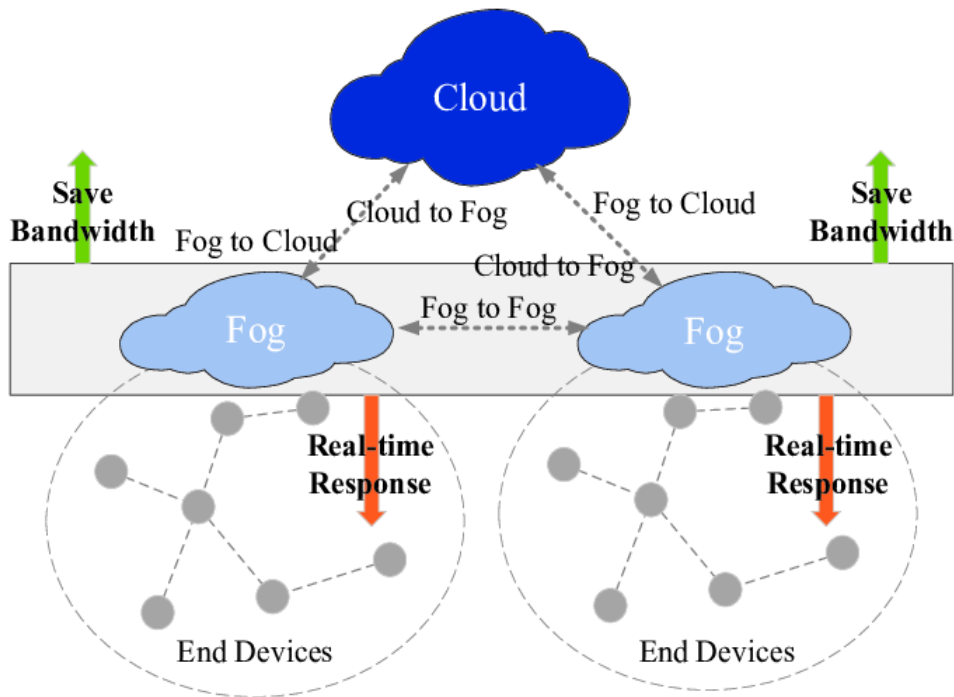 Cloud
Save
Bandwidth
Cloud to Fog
Fog to Cloud
Fog to Cloud
Cloud to Fog
Save
Bandwidth
Fog
Fog to Fog
Fog
Real-time
Response
Real-time
Response
End Devices
End Devices